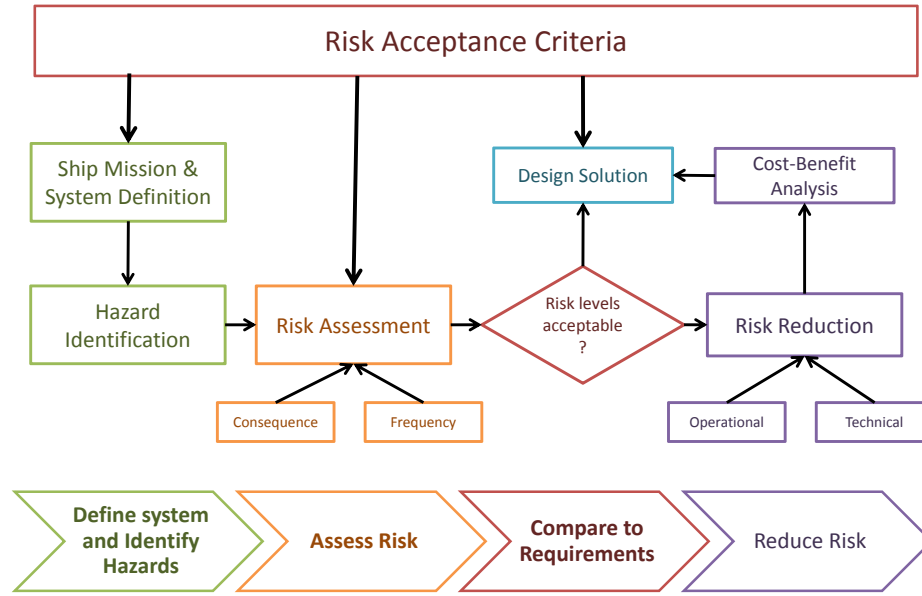 Risk Acceptance Criteria
Ship Mission &
System Definition
Design Solution
Cost-Benefit
Analysis
Hazard
Identification
Risk Assessment
Risk levels
acceptable
?
Risk Reduction
Consequence
Frequency
Operational
Technical
Define system
and Identify
Hazards
Assess Risk
Compare to
Requirements
Reduce Risk